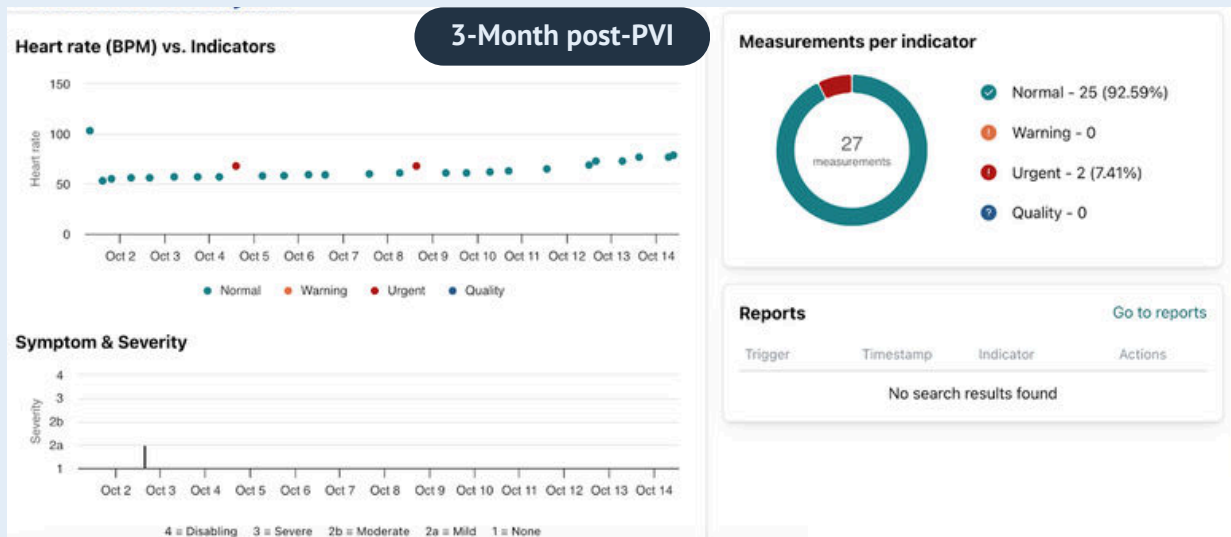 3-Month post-PVI
Heart rate (BPM) vs. Indicators
150
100
50
0
Heart rate
Oct 2 Oct 3 Oct 4 Oct 5 Oct 6 Oct 7 Oct 8 Oct 9 Oct 10 Oct 11 Oct 12 Oct 13 Oct 14
Normal Warning Urgent Quality
Symptom & Severity
4
3
2b
2a
1
Severity
Oct 2 Oct 3 Oct 4 Oct 5 Oct 6 Oct 7 Oct 8 Oct 9 Oct 10 Oct 11 Oct 12 Oct 13 Oct 14
4 = Disabling 3 = Severe 2b = Moderate 2a = Mild 1 = None
Measurements per indicator
27
measurements
Normal - 25 (92.59%)
Warning - 0
Urgent - 2 (7.41%)
Quality - 0
Reports Go to reports
Trigger Timestamp Indicator Actions
No search results found